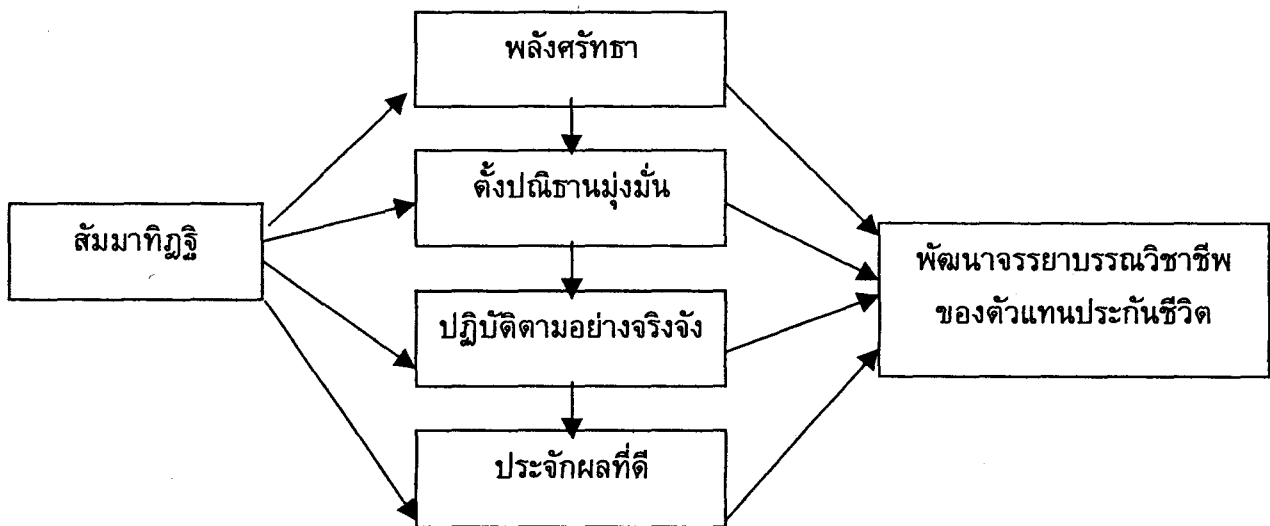 พลังศรัทธา
ตั้งปณิธานมุ่งมั่น
สัมมาทิฏฐิ
ปฏิบัติตามอย่างจริงจัง
ประจักผลที่ดี
พัฒนาจรรยาบรรณวิชาชีพ
ของตัวแทนประกันชีวิต